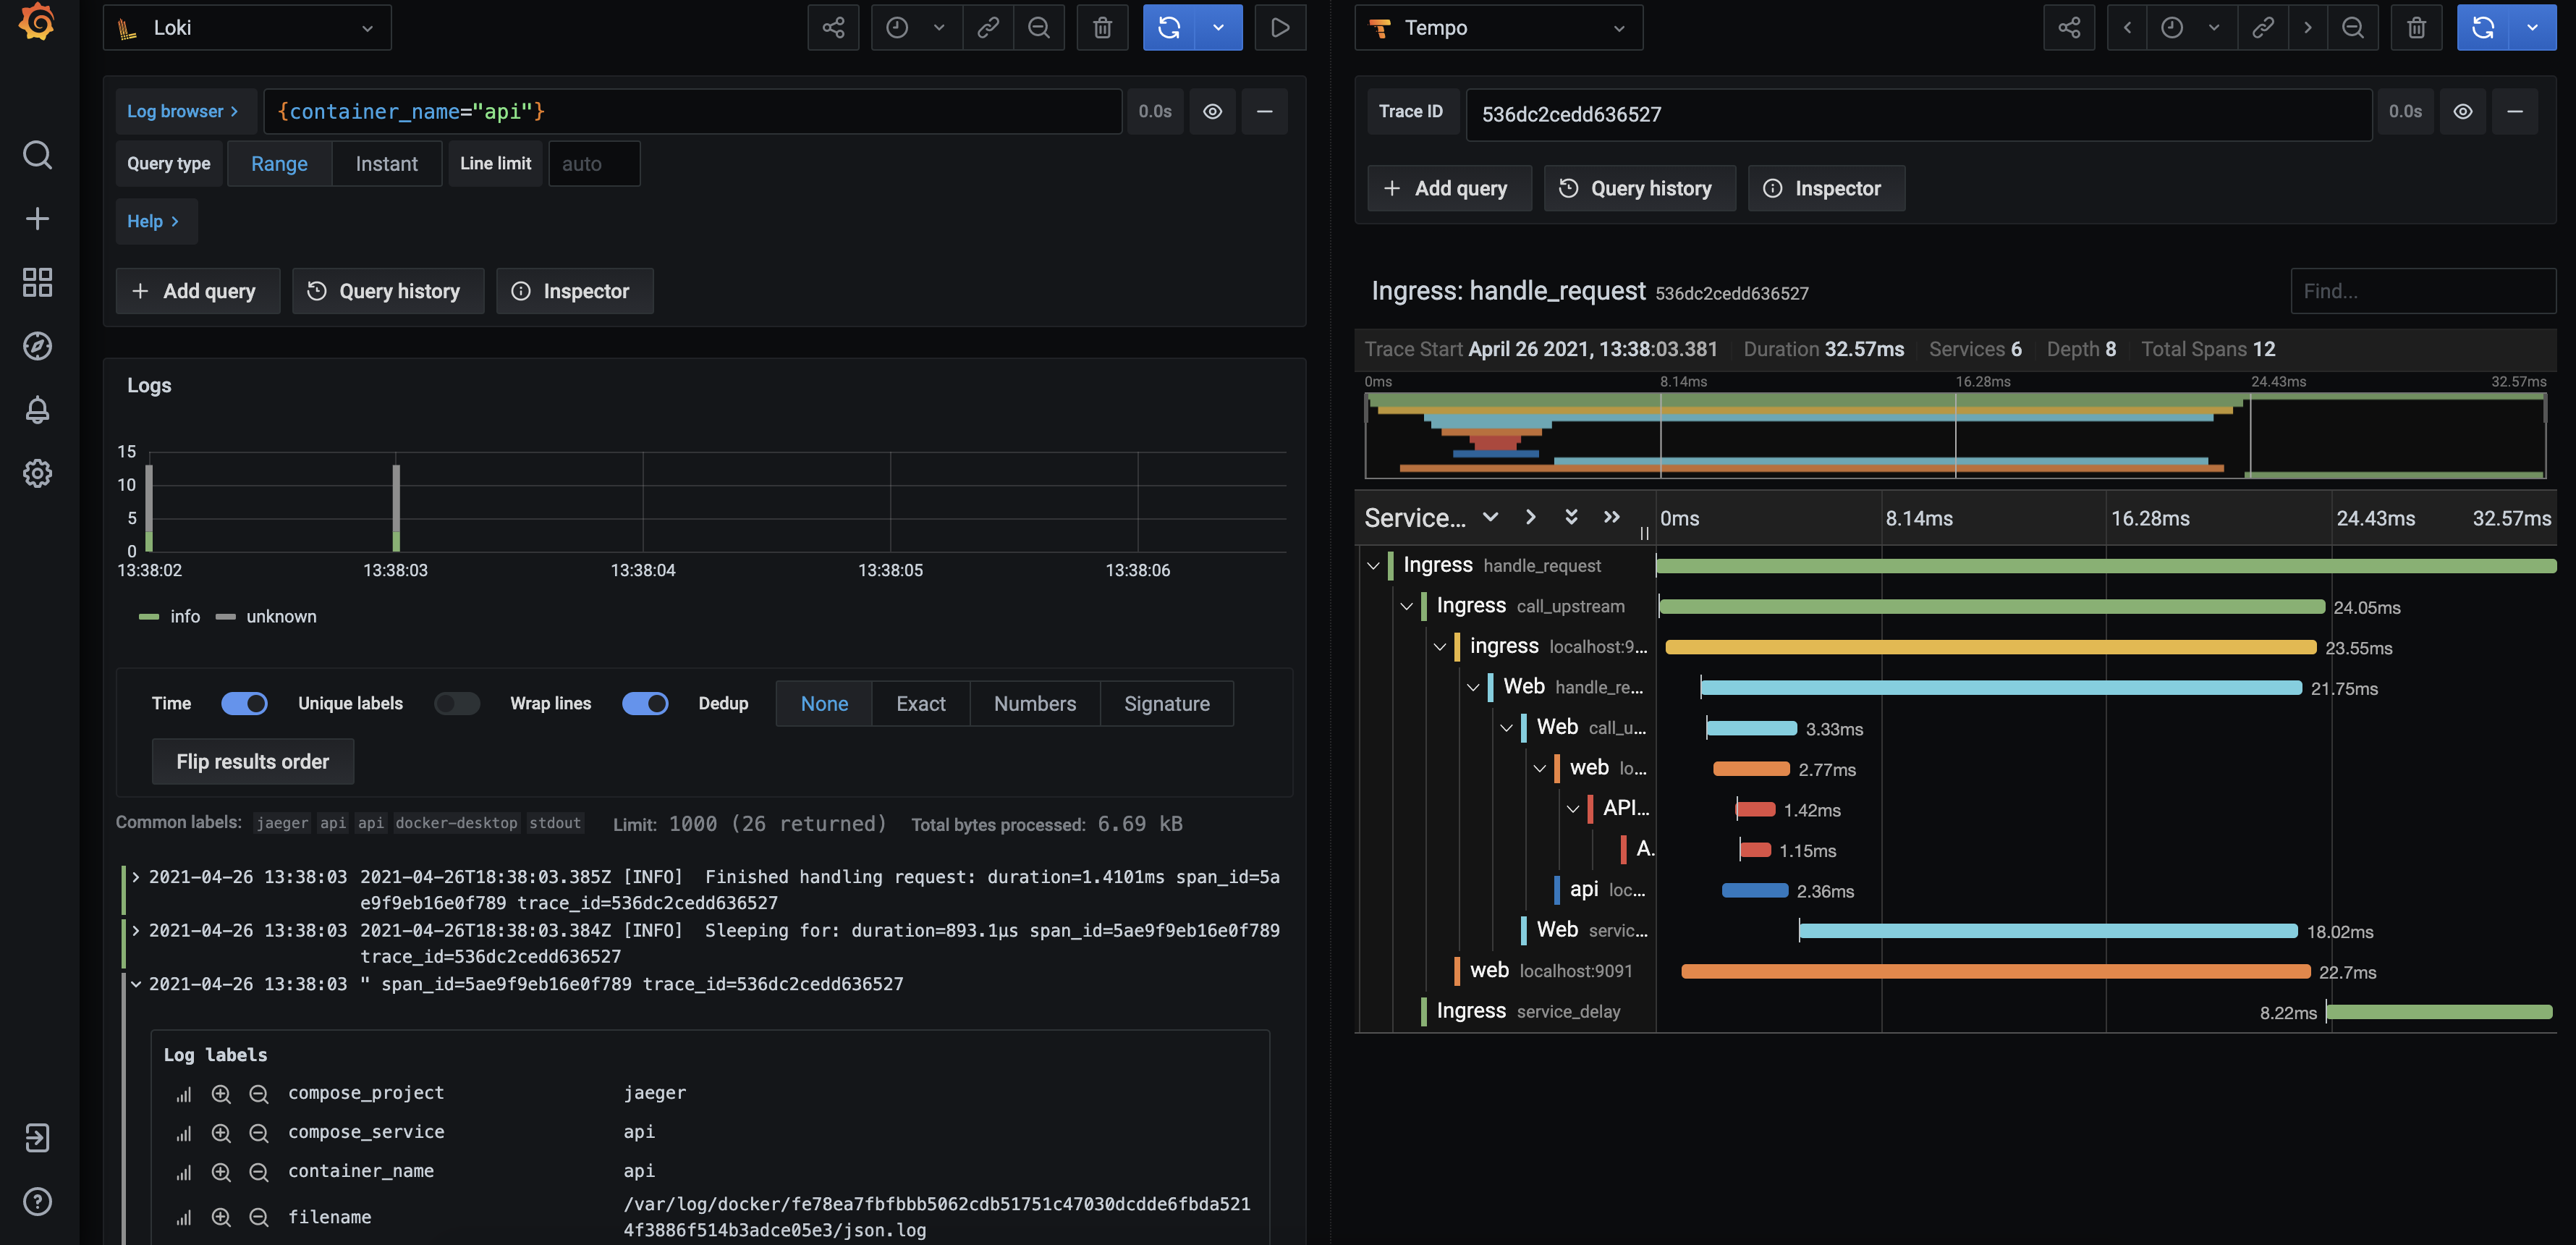 Loki
Log browser >
{container_name="api"}
0.0s
Query type
Range
Instant
Line limit
auto
Help >
+ Add query
Query history
Inspector
Logs
15
10
5
0
13:38:02
13:38:03
13:38:04
13:38:05
13:38:06
info
unknown
Time
Unique labels
Wrap lines
Dedup
None
Exact
Numbers
Signature
Flip results order
Common labels: jaeger api api docker-desktop stdout Limit: 1000 (26 returned) Total bytes processed: 6.69 kB
2021-04-26 13:38:03 2021-04-26T18:38:03.385Z [INFO] Finished handling request: duration=1.4101ms span_id=5a
e9f9eb16e0f789 trace_id=536dc2cedd636527
2021-04-26 13:38:03 2021-04-26T18:38:03.384Z [INFO] Sleeping for: duration=893.1µs span_id=5ae9f9eb16e0f789
trace_id=536dc2cedd636527
2021-04-26 13:38:03 " span_id=5ae9f9eb16e0f789 trace_id=536dc2cedd636527
Log labels
compose_project jaeger
compose_service api
container_name api
filename /var/log/docker/fe78ea7fbfbbb5062cdb51751c47030dcdde6fbda521
4f3886f514b3adce05e3/json.log
Tempo
Trace ID
536dc2cedd636527
0.0s
+ Add query
Query history
Inspector
Ingress: handle_request 536dc2cedd636527
Find...
Trace Start April 26 2021, 13:38:03.381 Duration 32.57ms Services 6 Depth 8 Total Spans 12
0ms 8.14ms 16.28ms 24.43ms 32.57ms
Service... 0ms 8.14ms 16.28ms 24.43ms 32.57ms
Ingress handle_request
Ingress call_upstream 24.05ms
ingress localhost:9... 23.55ms
Web handle_re... 21.75ms
Web call_u... 3.33ms
web lo... 2.77ms
API... 1.42ms
A. 1.15ms
api loc... 2.36ms
Web servic... 18.02ms
web localhost:9091 22.7ms
Ingress service_delay 8.22ms